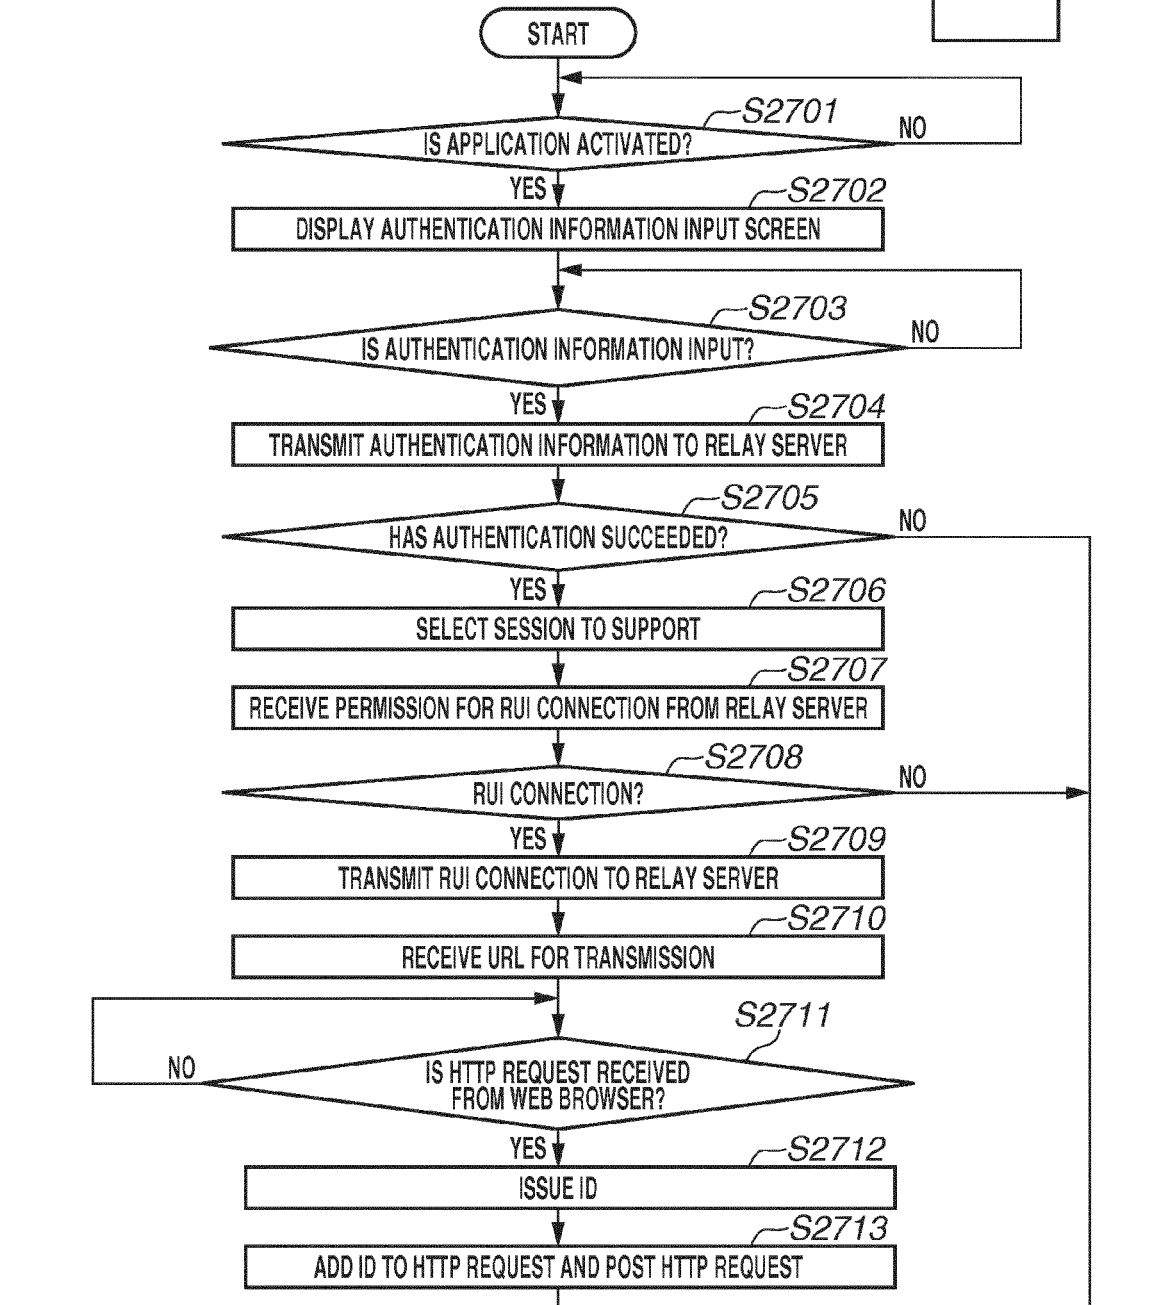 START
S2701
IS APPLICATION ACTIVATED?
NO
YES
S2702
DISPLAY AUTHENTICATION INFORMATION INPUT SCREEN
S2703
IS AUTHENTICATION INFORMATION INPUT?
NO
YES
S2704
TRANSMIT AUTHENTICATION INFORMATION TO RELAY SERVER
S2705
HAS AUTHENTICATION SUCCEEDED?
NO
YES
S2706
SELECT SESSION TO SUPPORT
S2707
RECEIVE PERMISSION FOR RUI CONNECTION FROM RELAY SERVER
S2708
RUI CONNECTION?
NO
YES
S2709
TRANSMIT RUI CONNECTION TO RELAY SERVER
S2710
RECEIVE URL FOR TRANSMISSION
S2711
NO
IS HTTP REQUEST RECEIVED
FROM WEB BROWSER?
YES
S2712
ISSUE ID
S2713
ADD ID TO HTTP REQUEST AND POST HTTP REQUEST